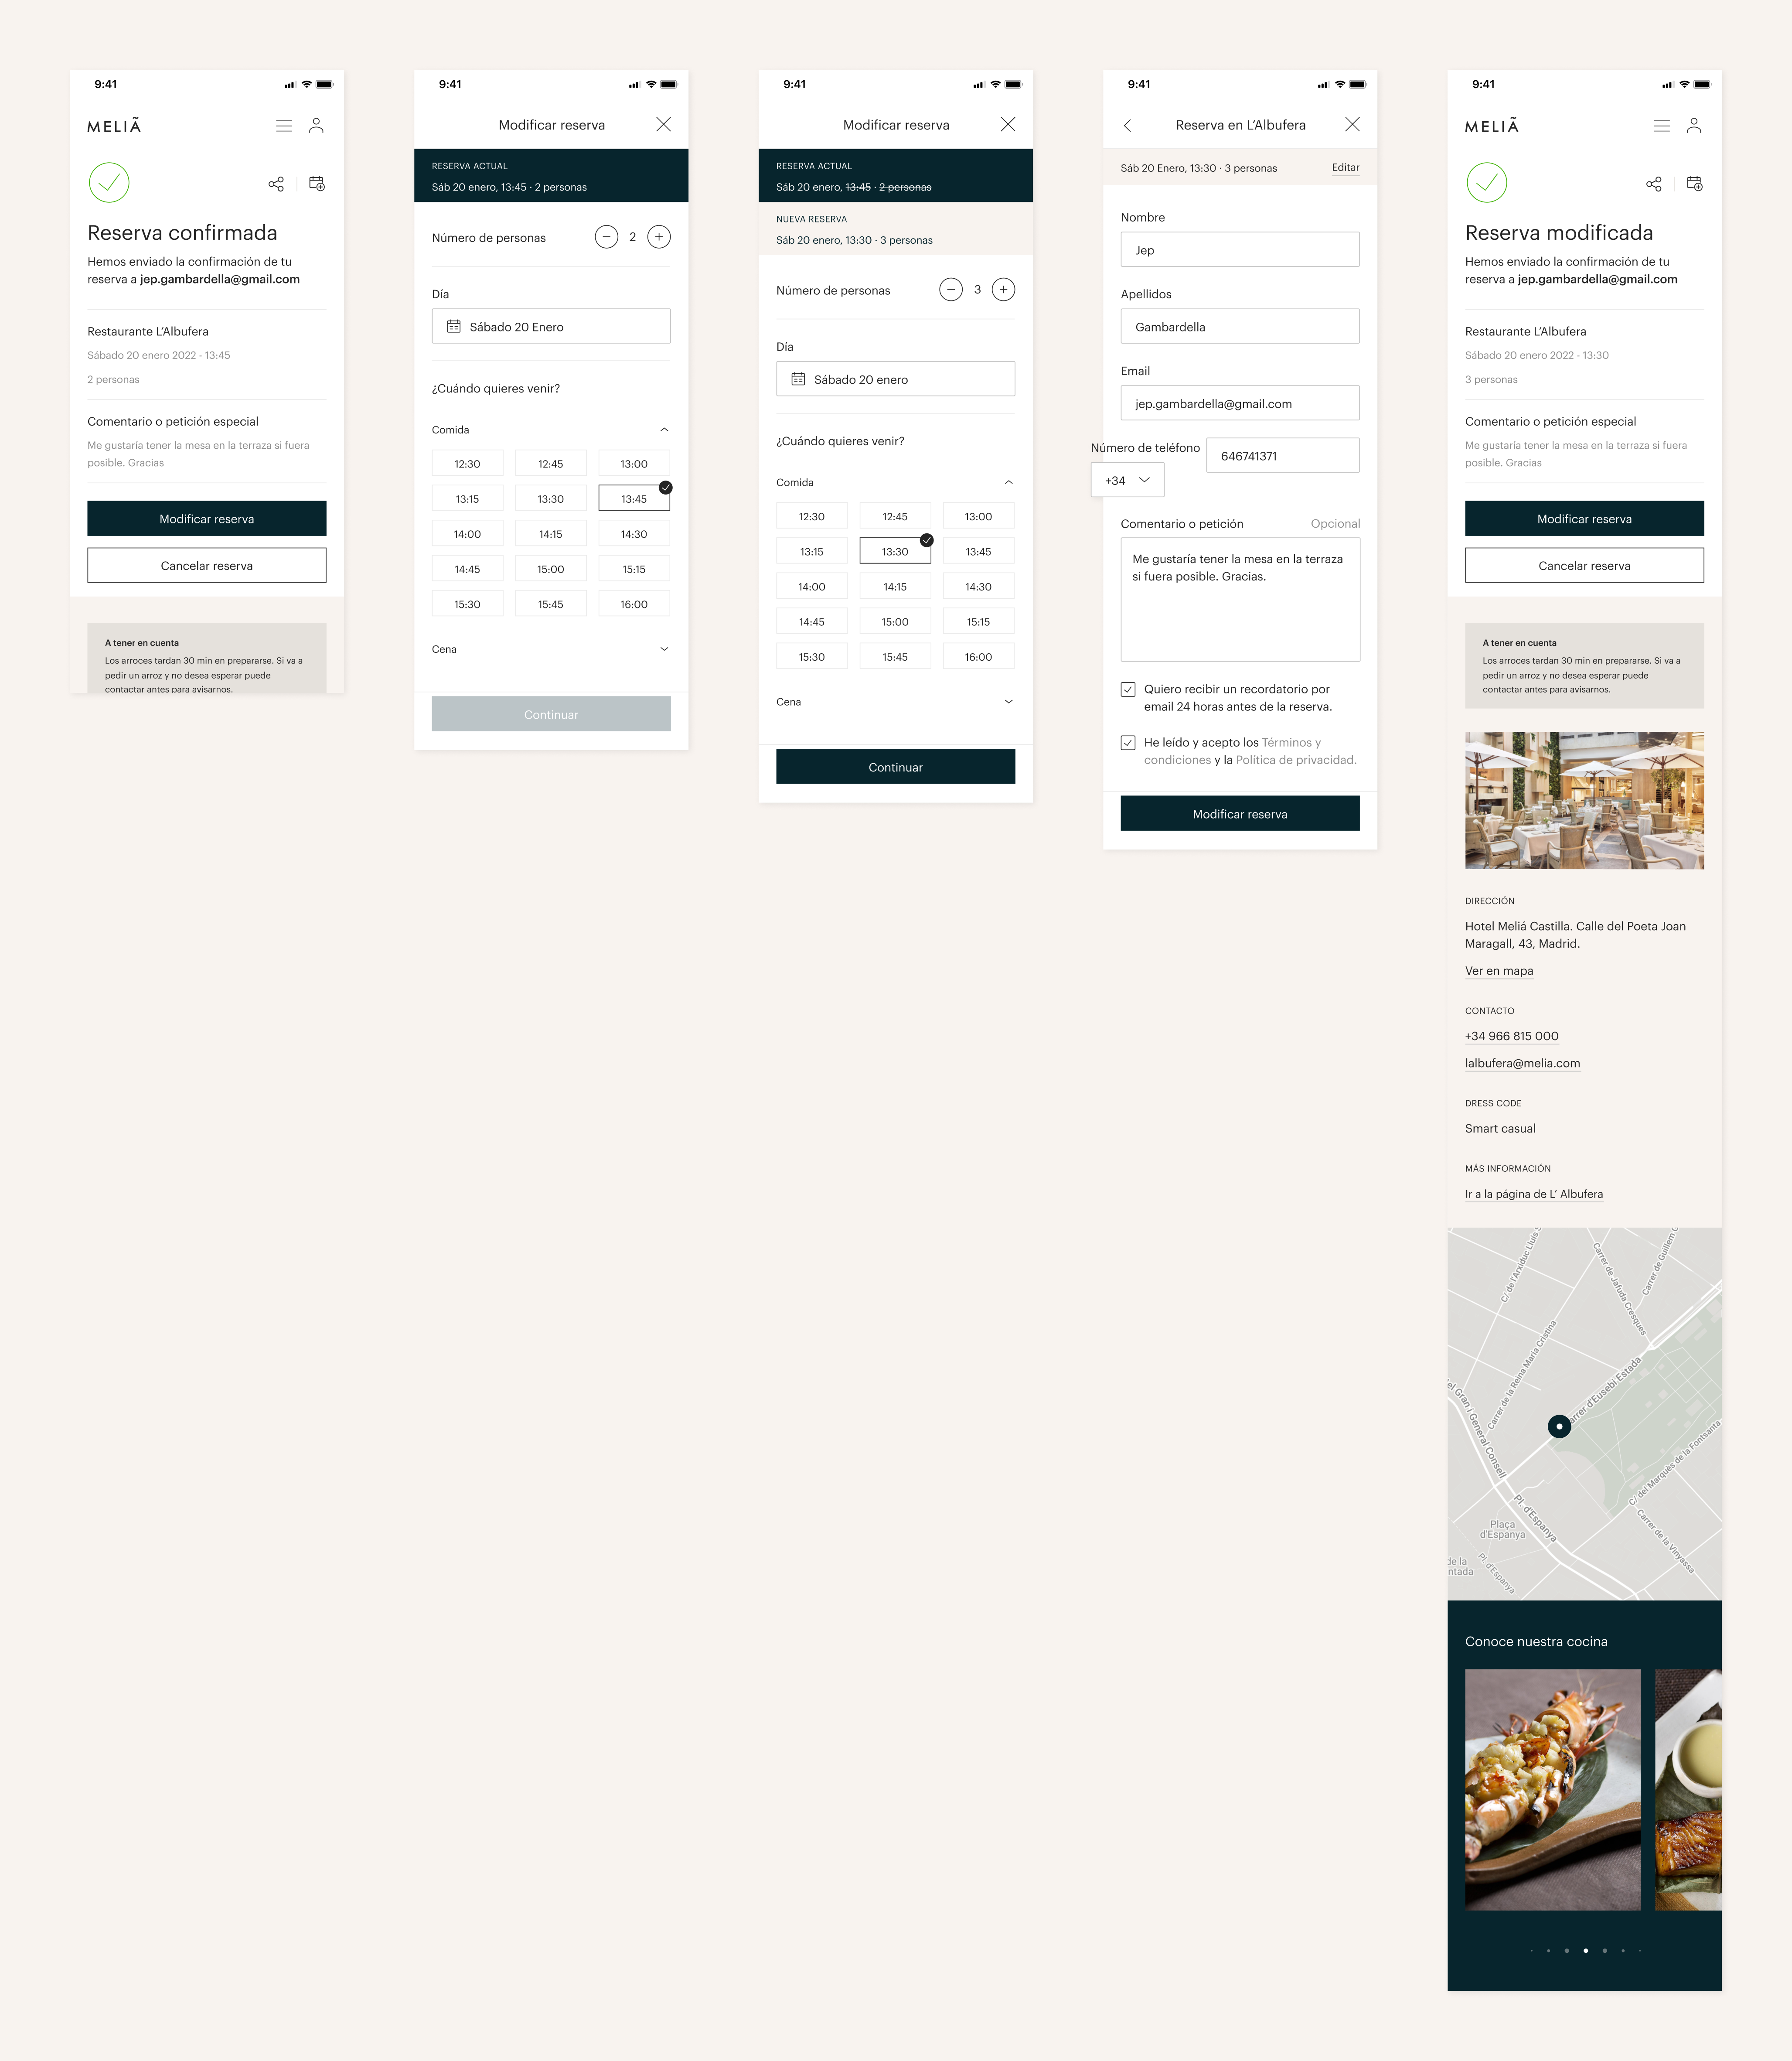 9:41
MELIÃ
Reserva confirmada
Hemos enviado la confirmación de tu
reserva a jep.gambardella@gmail.com
Restaurante L'Albufera
Sábado 20 enero 2022 - 13:45
2 personas
Comentario o petición especial
Me gustaría tener la mesa en la terraza si fuera
posible. Gracias
Modificar reserva
Cancelar reserva
A tener en cuenta
Los arroces tardan 30 min en prepararse. Si va a
pedir un arroz y no desea esperar puede
contactar antes para avisarnos.
9:41
Modificar reserva
RESERVA ACTUAL
Sáb 20 enero, 13:45 · 2 personas
Número de personas
2
Día
Sábado 20 Enero
¿Cuándo quieres venir?
Comida
12:30 12:45 13:00
13:15 13:30 13:45
14:00 14:15 14:30
14:45 15:00 15:15
15:30 15:45 16:00
Cena
Continuar
9:41
Modificar reserva
RESERVA ACTUAL
Sáb 20 enero, 13:45 · 2 personas
NUEVA RESERVA
Sáb 20 enero, 13:30 · 3 personas
Número de personas
3
Día
Sábado 20 enero
¿Cuándo quieres venir?
Comida
12:30 12:45 13:00
13:15 13:30 13:45
14:00 14:15 14:30
14:45 15:00 15:15
15:30 15:45 16:00
Cena
Continuar
9:41
Reserva en L'Albufera
Sáb 20 Enero, 13:30 · 3 personas Editar
Nombre
Jep
Apellidos
Gambardella
Email
jep.gambardella@gmail.com
Número de teléfono
+34
646741371
Comentario o petición Opcional
Me gustaría tener la mesa en la terraza
si fuera posible. Gracias.
Quiero recibir un recordatorio por
email 24 horas antes de la reserva.
He leído y acepto los Términos y
condiciones y la Política de privacidad.
Modificar reserva
9:41
MELIÃ
Reserva modificada
Hemos enviado la confirmación de tu
reserva a jep.gambardella@gmail.com
Restaurante L'Albufera
Sábado 20 enero 2022 - 13:30
3 personas
Comentario o petición especial
Me gustaría tener la mesa en la terraza si fuera
posible. Gracias
Modificar reserva
Cancelar reserva
A tener en cuenta
Los arroces tardan 30 min en prepararse. Si va a
pedir un arroz y no desea esperar puede
contactar antes para avisarnos.
DIRECCIÓN
Hotel Meliá Castilla. Calle del Poeta Joan
Maragall, 43, Madrid.
Ver en mapa
CONTACTO
+34 966 815 000
lalbufera@melia.com
DRESS CODE
Smart casual
MÁS INFORMACIÓN
Ir a la página de L' Albufera
C/ de l'Arxiduc Lluís
Carrer de Jafuda Cresques
Carrer de Guillem
Carrer de la Reina Maria Cristina
el Gran i General Consell
arrer d'Eusebi Estada
C/ del Marquès de la Fontsanta
Pl. d'Espanya
Plaça
d'Espanya
Carrer de la Vinyassa
Pl. d'Espanya
de la
ntada
Conoce nuestra cocina